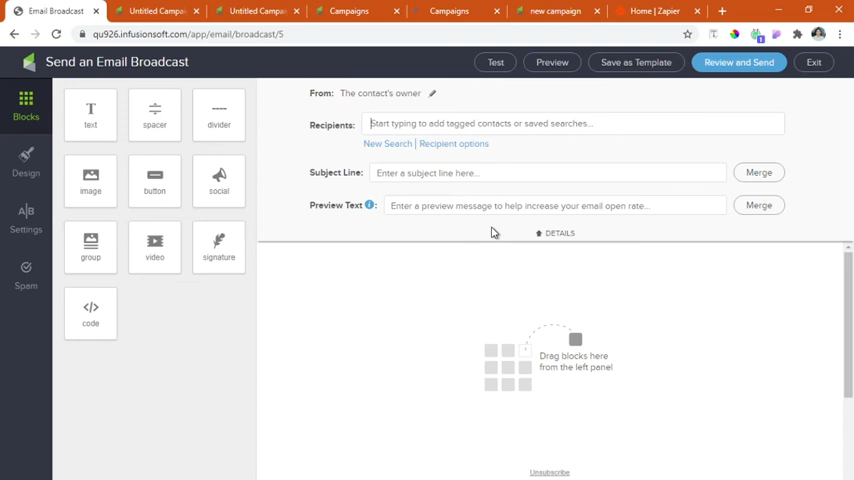 Email Broadcast
Untitled Campai
Untitled Campai
Campaigns
Campaigns
new campaign
Home | Zapier
qu926.infusionsoft.com/app/email/broadcast/5
1
Send an Email Broadcast
Test
Preview
Save as Template
Review and Send
Exit
Blocks
Design
A|B
Settings
Spam
T
text
spacer
divider
image
button
social
group
video
signature
</>
code
From: The contact's owner
Recipients: Start typing to add tagged contacts or saved searches...
New Search | Recipient options
Subject Line: Enter a subject line here... Merge
Preview Text i : Enter a preview message to help increase your email open rate... Merge
DETAILS
Drag blocks here
from the left panel
Unsubscribe